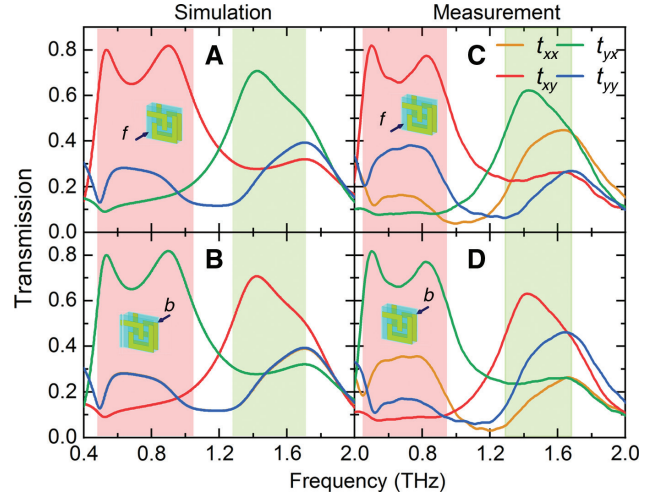 Simulation Measurement
0.8
0.6
0.4
0.2
0.0
A
f
C
t_xx t_yx
t_xy t_yy
f
0.8
0.6
0.4
0.2
0.0
B
b
D
b
0.4 0.8 1.2 1.6 2.0 0.8 1.2 1.6 2.0
Transmission
Frequency (THz)